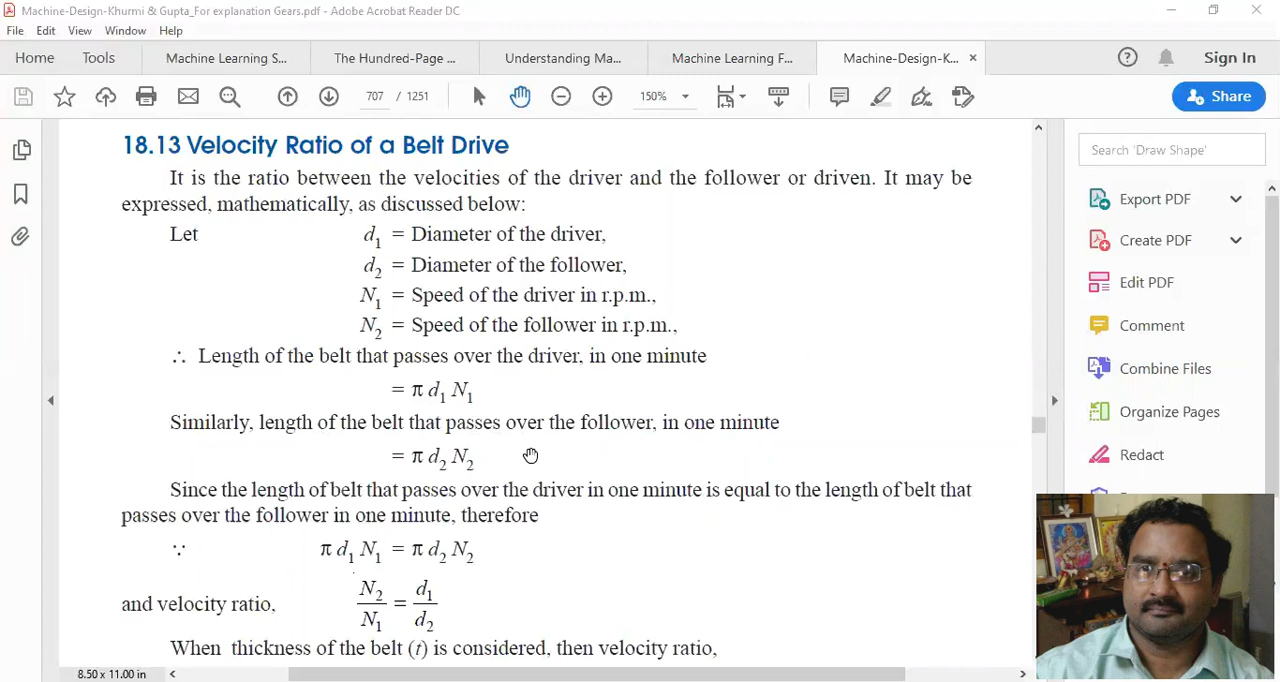 Machine-Design-Khurmi & Gupta_For explanation Gears.pdf - Adobe Acrobat Reader DC
File Edit View Window Help
Home Tools Machine Learning S... The Hundred-Page ... Understanding Ma... Machine Learning F... Machine-Design-K... × Sign In
707 / 1251 150% Share
18.13 Velocity Ratio of a Belt Drive
It is the ratio between the velocities of the driver and the follower or driven. It may be
expressed, mathematically, as discussed below:
Let d1 = Diameter of the driver,
d2 = Diameter of the follower,
N1 = Speed of the driver in r.p.m.,
N2 = Speed of the follower in r.p.m.,
∴ Length of the belt that passes over the driver, in one minute
= π d1 N1
Similarly, length of the belt that passes over the follower, in one minute
= π d2 N2
Since the length of belt that passes over the driver in one minute is equal to the length of belt that
passes over the follower in one minute, therefore
∵ π d1 N1 = π d2 N2
and velocity ratio, N2/N1 = d1/d2
When thickness of the belt (t) is considered, then velocity ratio,
8.50 x 11.00 in
Search 'Draw Shape'
Export PDF
Create PDF
Edit PDF
Comment
Combine Files
Organize Pages
Redact